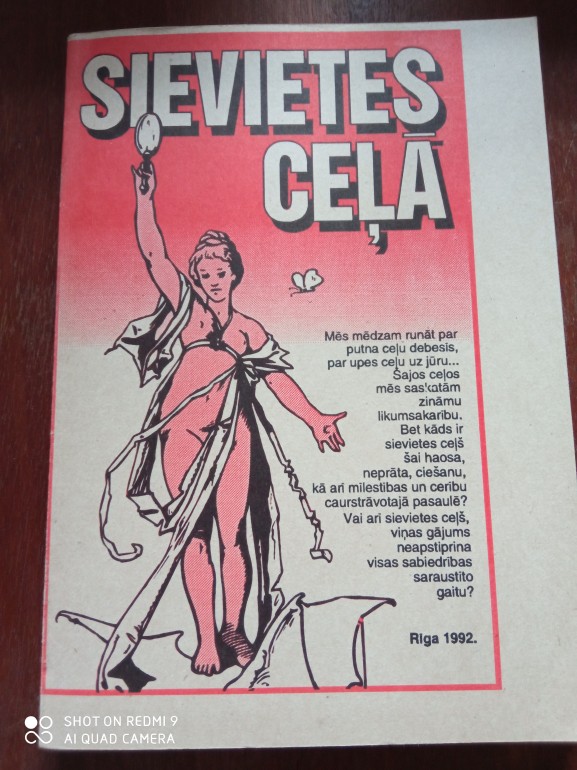 SIEVIETES
CEĻĀ
Mēs mēdzam runāt par
putna ceļu debesīs,
par upes ceļu uz jūru...
Šajos ceļos
mēs saskatām
zināmu
likumsakarību.
Bet kāds ir
sievietes ceļš
šai haosa,
neprāta, ciešanu,
kā arī mīlestības un cerību
caurstrāvotajā pasaulē?
Vai arī sievietes ceļš,
viņas gājums
neapstiprina
visas sabiedrības
saraustīto
gaitu?
Rīga 1992.
SHOT ON REDMI 9
AI QUAD CAMERA